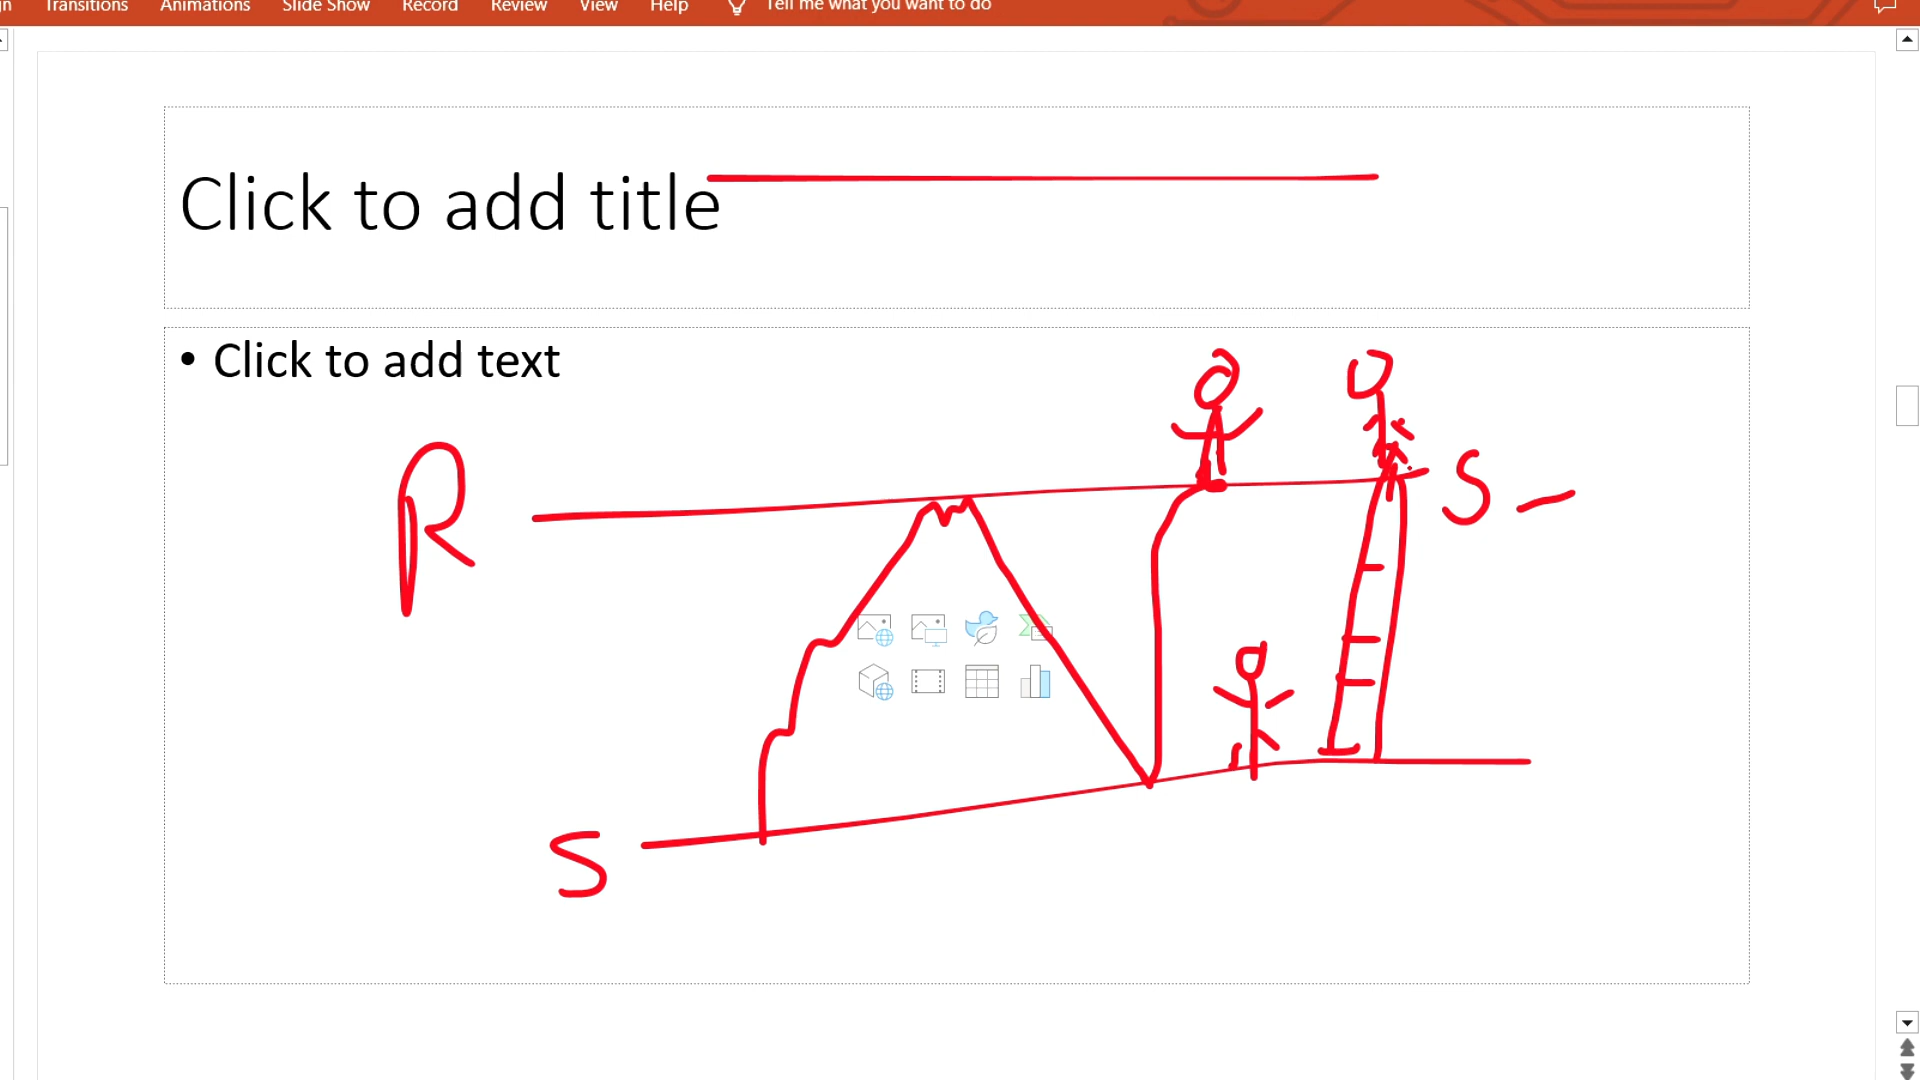 Transitions Animations Slide Show Record Review View Help Tell me what you want to do
Click to add title
• Click to add text
R
S
S